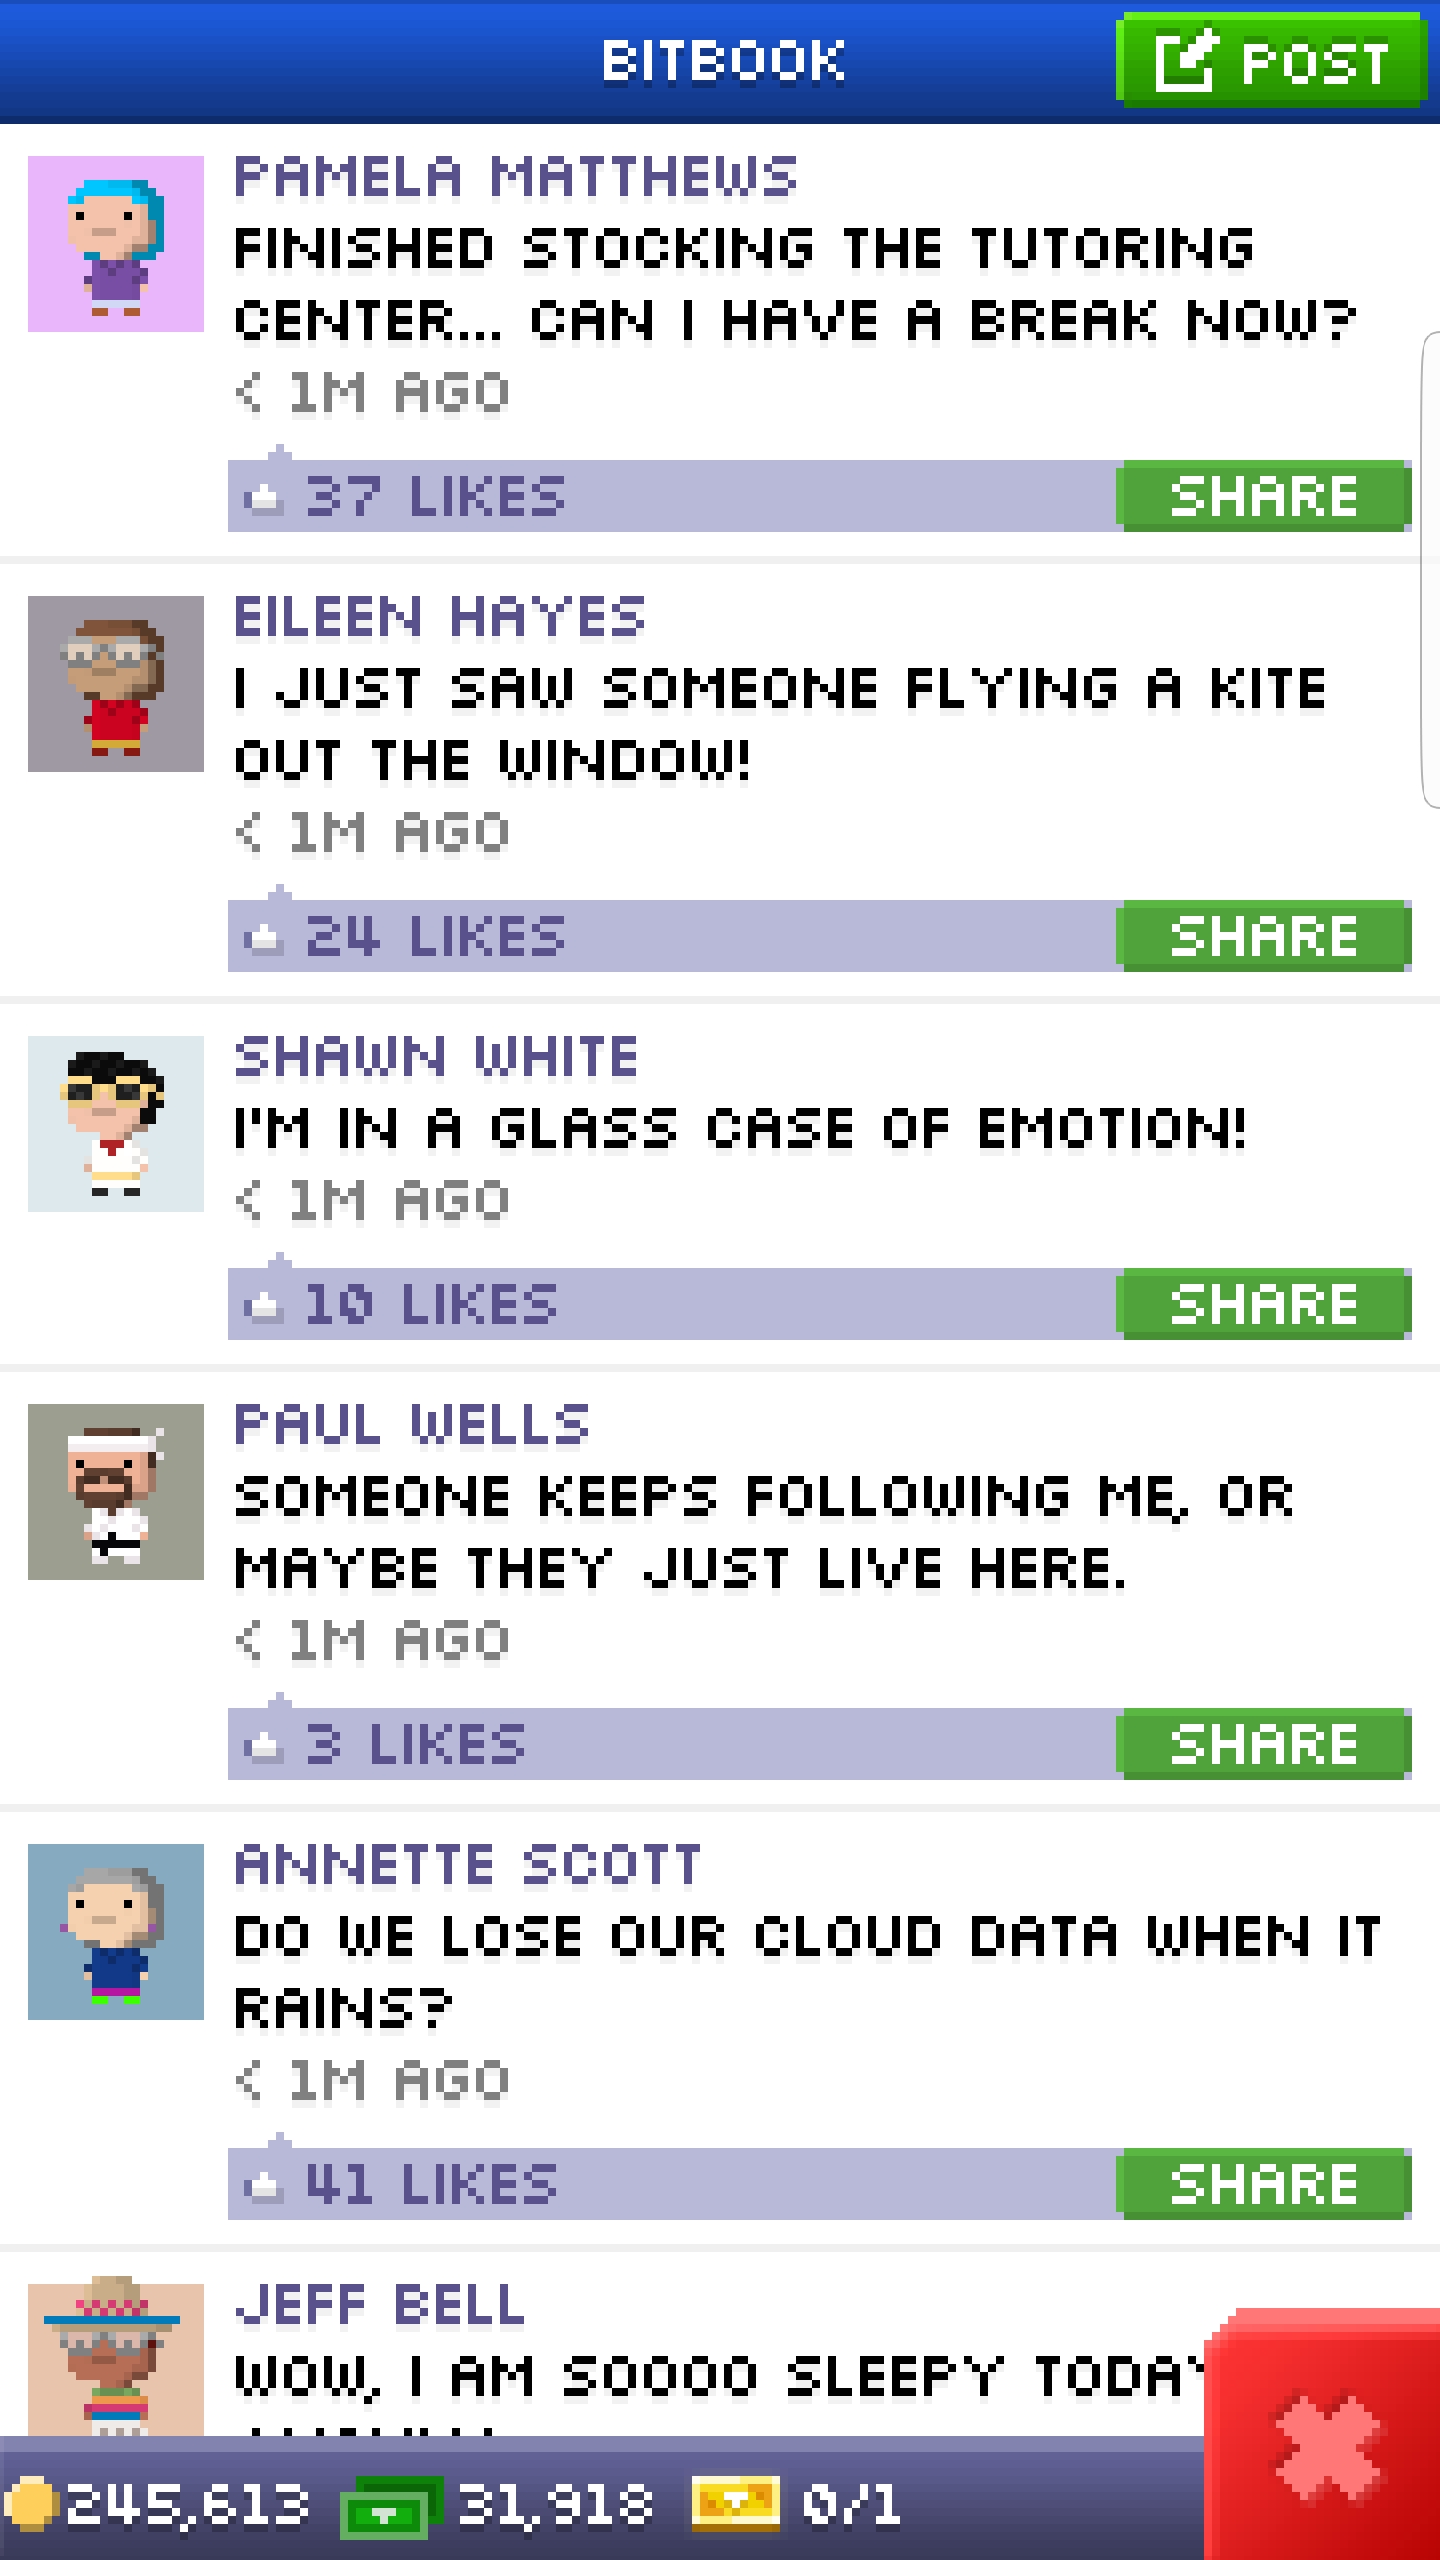 BITBOOK
POST
PAMELA MATTHEWS
FINISHED STOCKING THE TUTORING
CENTER... CAN I HAVE A BREAK NOW?
< 1M AGO
37 LIKES
SHARE
EILEEN HAYES
I JUST SAW SOMEONE FLYING A KITE
OUT THE WINDOW!
< 1M AGO
24 LIKES
SHARE
SHAWN WHITE
I'M IN A GLASS CASE OF EMOTION!
< 1M AGO
10 LIKES
SHARE
PAUL WELLS
SOMEONE KEEPS FOLLOWING ME, OR
MAYBE THEY JUST LIVE HERE.
< 1M AGO
3 LIKES
SHARE
ANNETTE SCOTT
DO WE LOSE OUR CLOUD DATA WHEN IT
RAINS?
< 1M AGO
41 LIKES
SHARE
JEFF BELL
WOW, I AM SOOOO SLEEPY TODAY
245,613
31,918
0/1